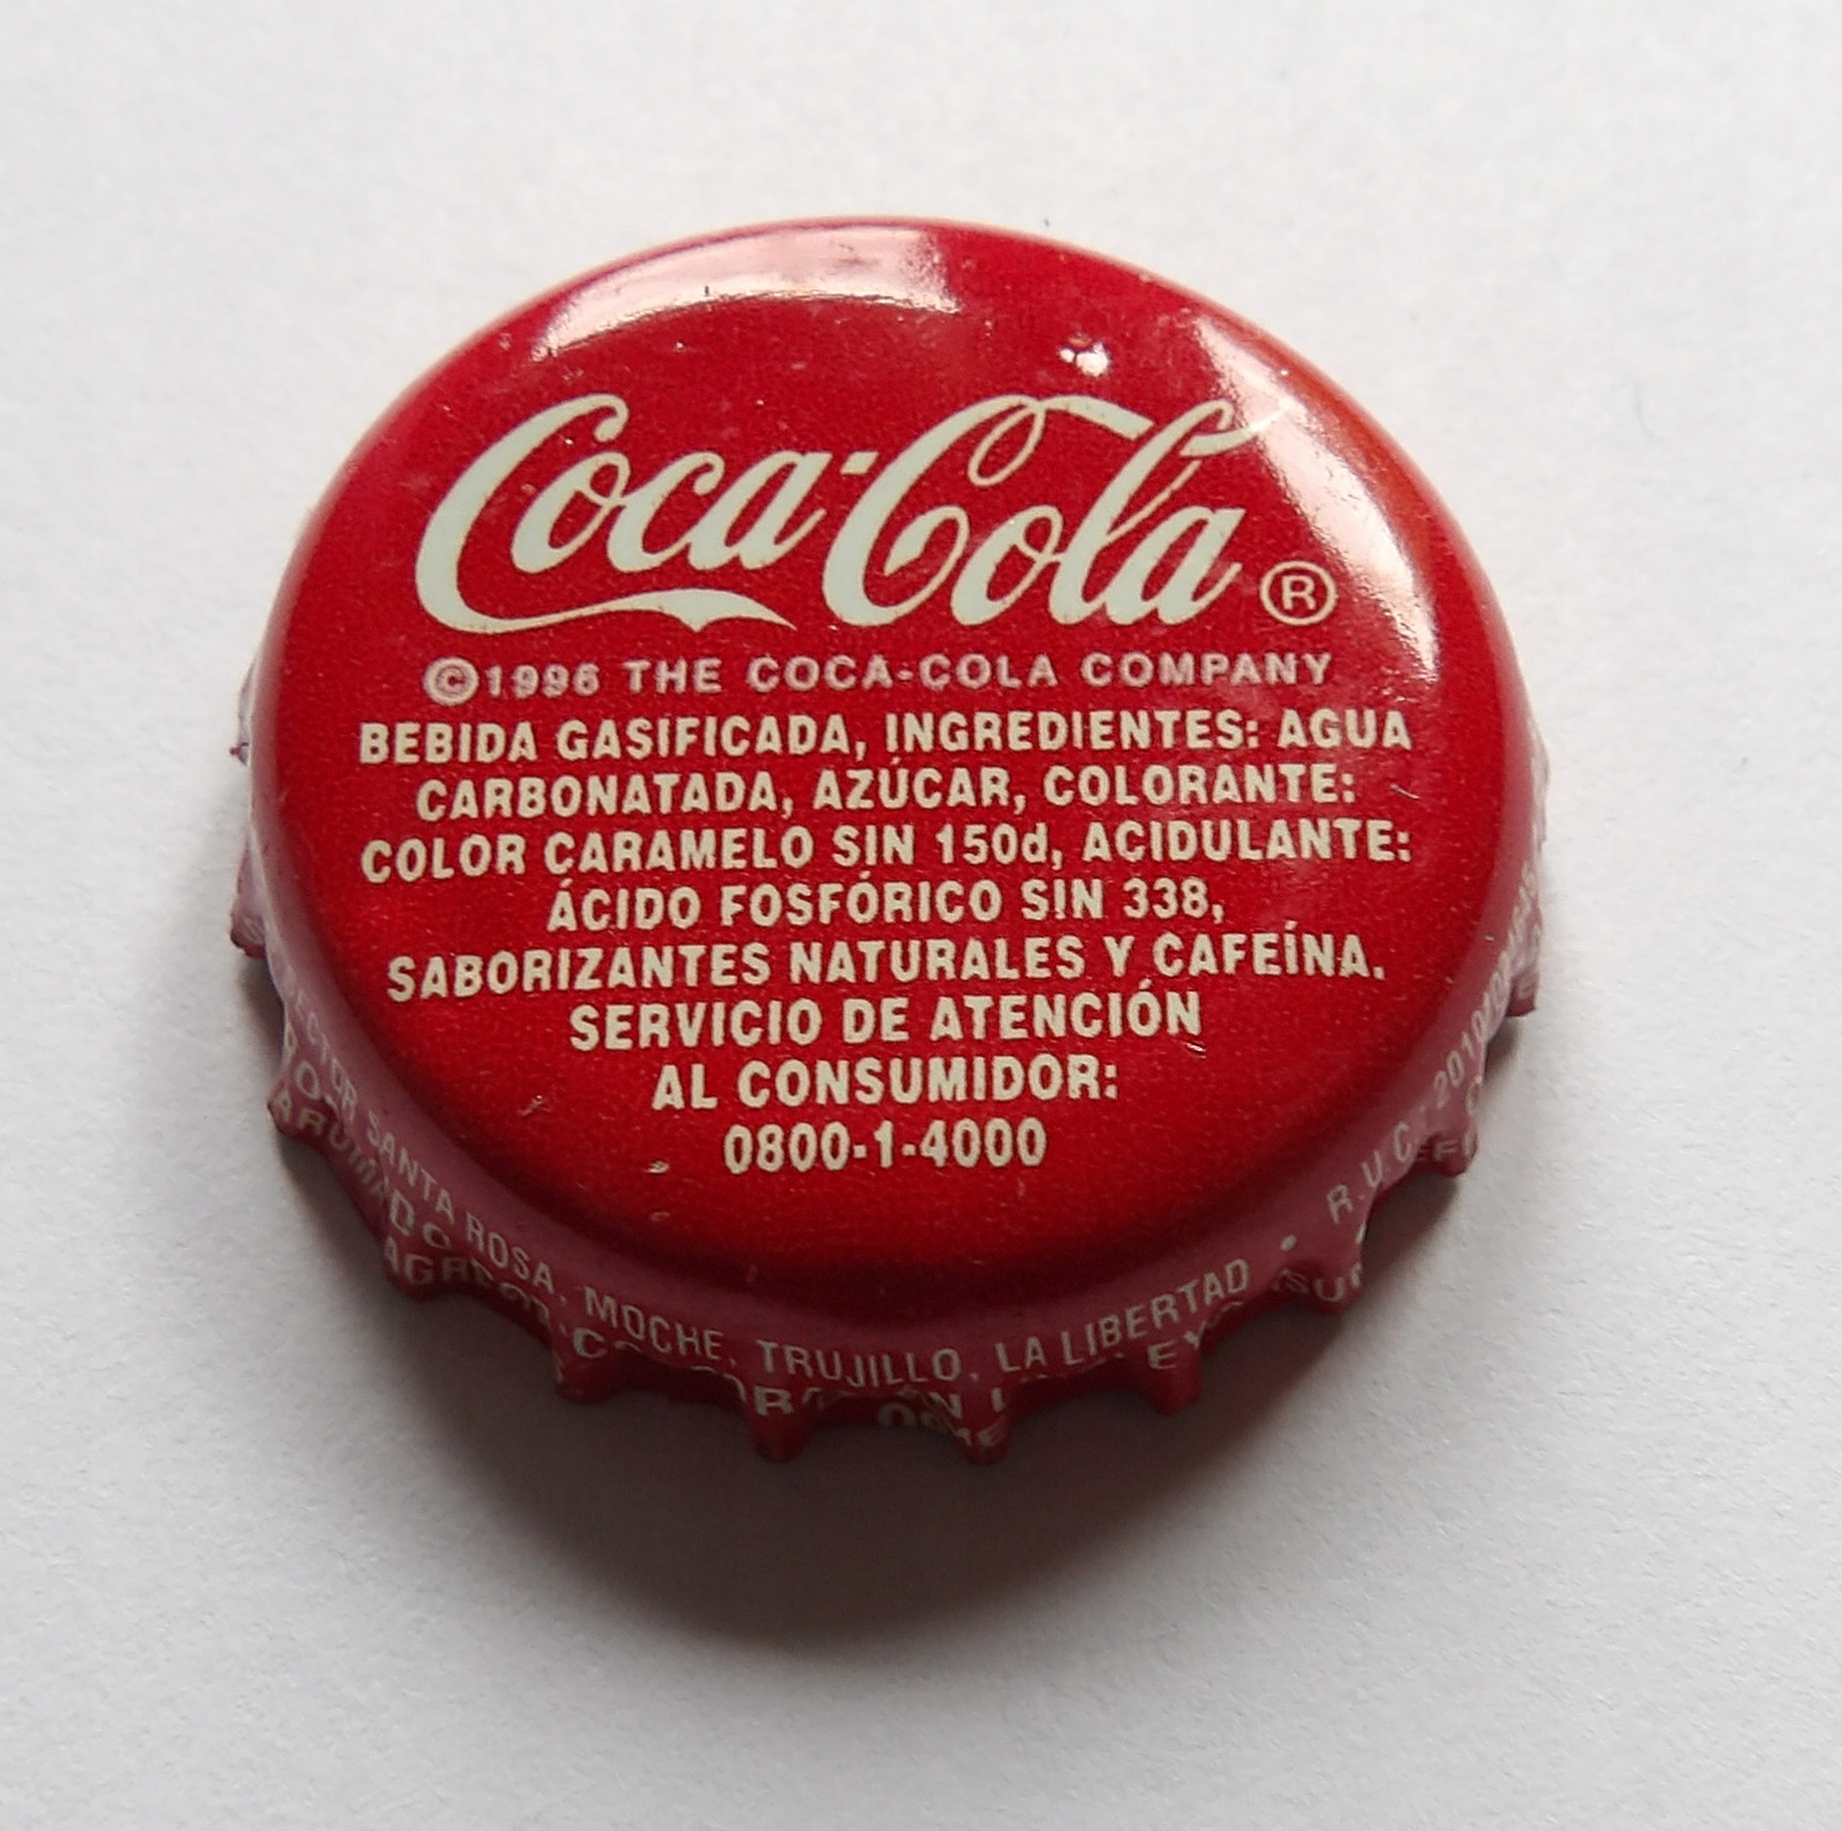 Coca-Cola ®
©1996 THE COCA-COLA COMPANY
BEBIDA GASIFICADA, INGREDIENTES: AGUA
CARBONATADA, AZÚCAR, COLORANTE:
COLOR CARAMELO SIN 150d, ACIDULANTE:
ÁCIDO FOSFÓRICO SIN 338,
SABORIZANTES NATURALES Y CAFEÍNA.
SERVICIO DE ATENCIÓN
AL CONSUMIDOR:
0800-1-4000
SECTOR SANTA ROSA, MOCHE, TRUJILLO, LA LIBERTAD • R.U.C.